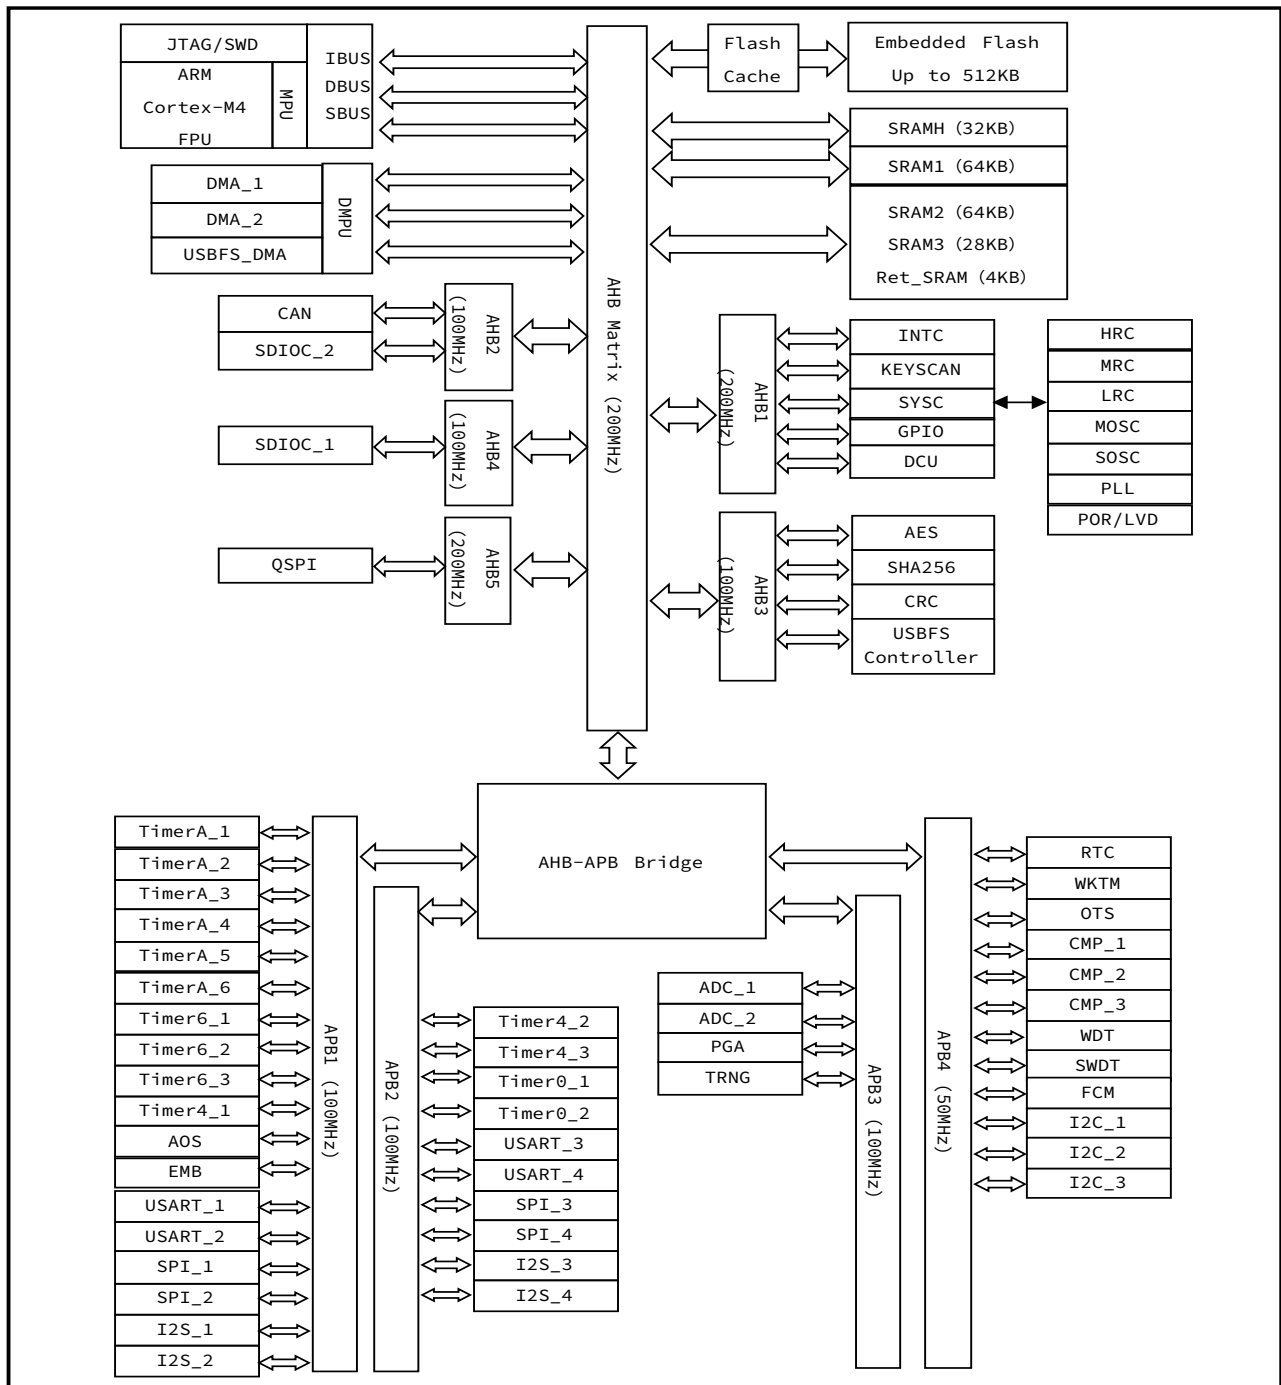 JTAG/SWD
ARM
Cortex-M4
FPU
MPU
IBUS
DBUS
SBUS
Flash
Cache
Embedded Flash
Up to 512KB
SRAMH (32KB)
SRAM1 (64KB)
SRAM2 (64KB)
SRAM3 (28KB)
Ret_SRAM (4KB)
DMA_1
DMA_2
USBFS_DMA
DMPU
AHB Matrix (200MHz)
CAN
SDIOC_2
AHB2
(100MHz)
SDIOC_1
AHB4
(100MHz)
QSPI
AHB5
(200MHz)
AHB1
(200MHz)
INTC
KEYSCAN
SYSC
GPIO
DCU
HRC
MRC
LRC
MOSC
SOSC
PLL
POR/LVD
AHB3
(100MHz)
AES
SHA256
CRC
USBFS
Controller
AHB-APB Bridge
TimerA_1
TimerA_2
TimerA_3
TimerA_4
TimerA_5
TimerA_6
Timer6_1
Timer6_2
Timer6_3
Timer4_1
AOS
EMB
USART_1
USART_2
SPI_1
SPI_2
I2S_1
I2S_2
APB1 (100MHz)
APB2 (100MHz)
Timer4_2
Timer4_3
Timer0_1
Timer0_2
USART_3
USART_4
SPI_3
SPI_4
I2S_3
I2S_4
ADC_1
ADC_2
PGA
TRNG
APB3 (100MHz)
APB4 (50MHz)
RTC
WKTM
OTS
CMP_1
CMP_2
CMP_3
WDT
SWDT
FCM
I2C_1
I2C_2
I2C_3